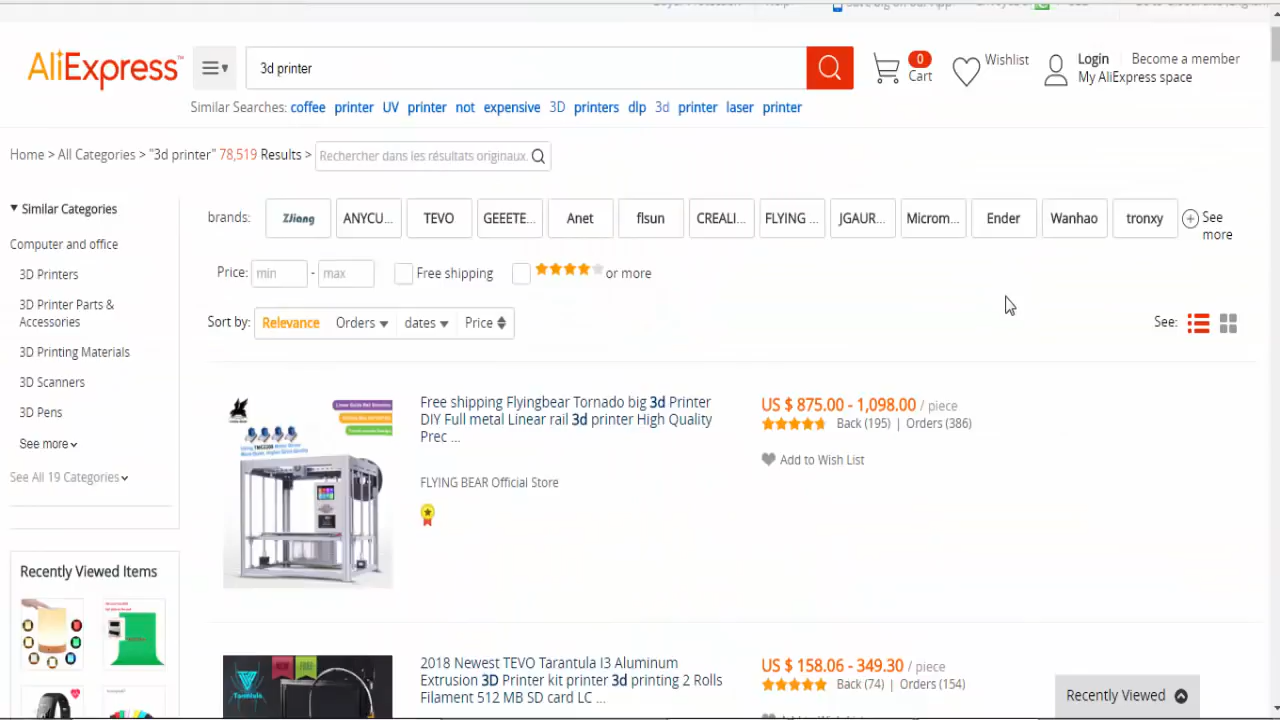 AliExpress™
3d printer
0
Cart
Wishlist
Login
Become a member
My AliExpress space
Similar Searches: coffee printer UV printer not expensive 3D printers dlp 3d printer laser printer
Home > All Categories > "3d printer" 78,519 Results >
Rechercher dans les résultats originaux.
Similar Categories
Computer and office
3D Printers
3D Printer Parts &
Accessories
3D Printing Materials
3D Scanners
3D Pens
See more
See All 19 Categories
Recently Viewed Items
brands:
ZJiang
ANYCU...
TEVO
GEEETE...
Anet
flsun
CREALI...
FLYING ...
JGAUR...
Microm...
Ender
Wanhao
tronxy
See
more
Price: min - max
Free shipping
or more
Sort by: Relevance Orders dates Price
See:
Free shipping Flyingbear Tornado big 3d Printer
DIY Full metal Linear rail 3d printer High Quality
Prec ...
FLYING BEAR Official Store
US $ 875.00 - 1,098.00 / piece
Back (195) | Orders (386)
Add to Wish List
2018 Newest TEVO Tarantula I3 Aluminum
Extrusion 3D Printer kit printer 3d printing 2 Rolls
Filament 512 MB SD card LC ...
US $ 158.06 - 349.30 / piece
Back (74) | Orders (154)
Recently Viewed